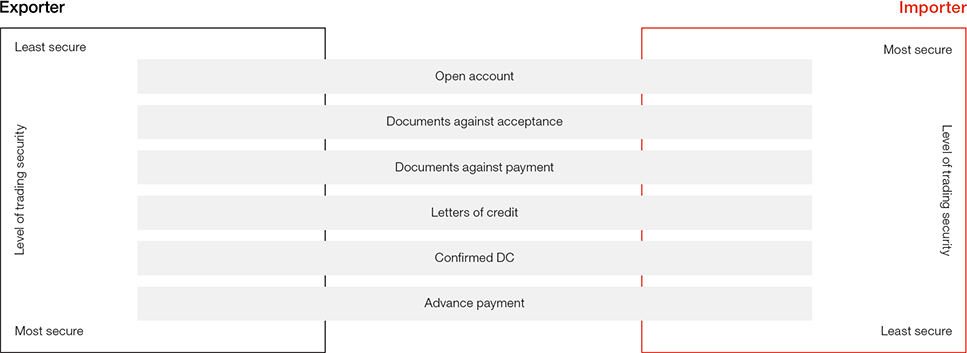 Exporter
Importer
Least secure
Most secure
Open account
Documents against acceptance
Documents against payment
Letters of credit
Confirmed DC
Advance payment
Level of trading security
Level of trading security
Most secure
Least secure